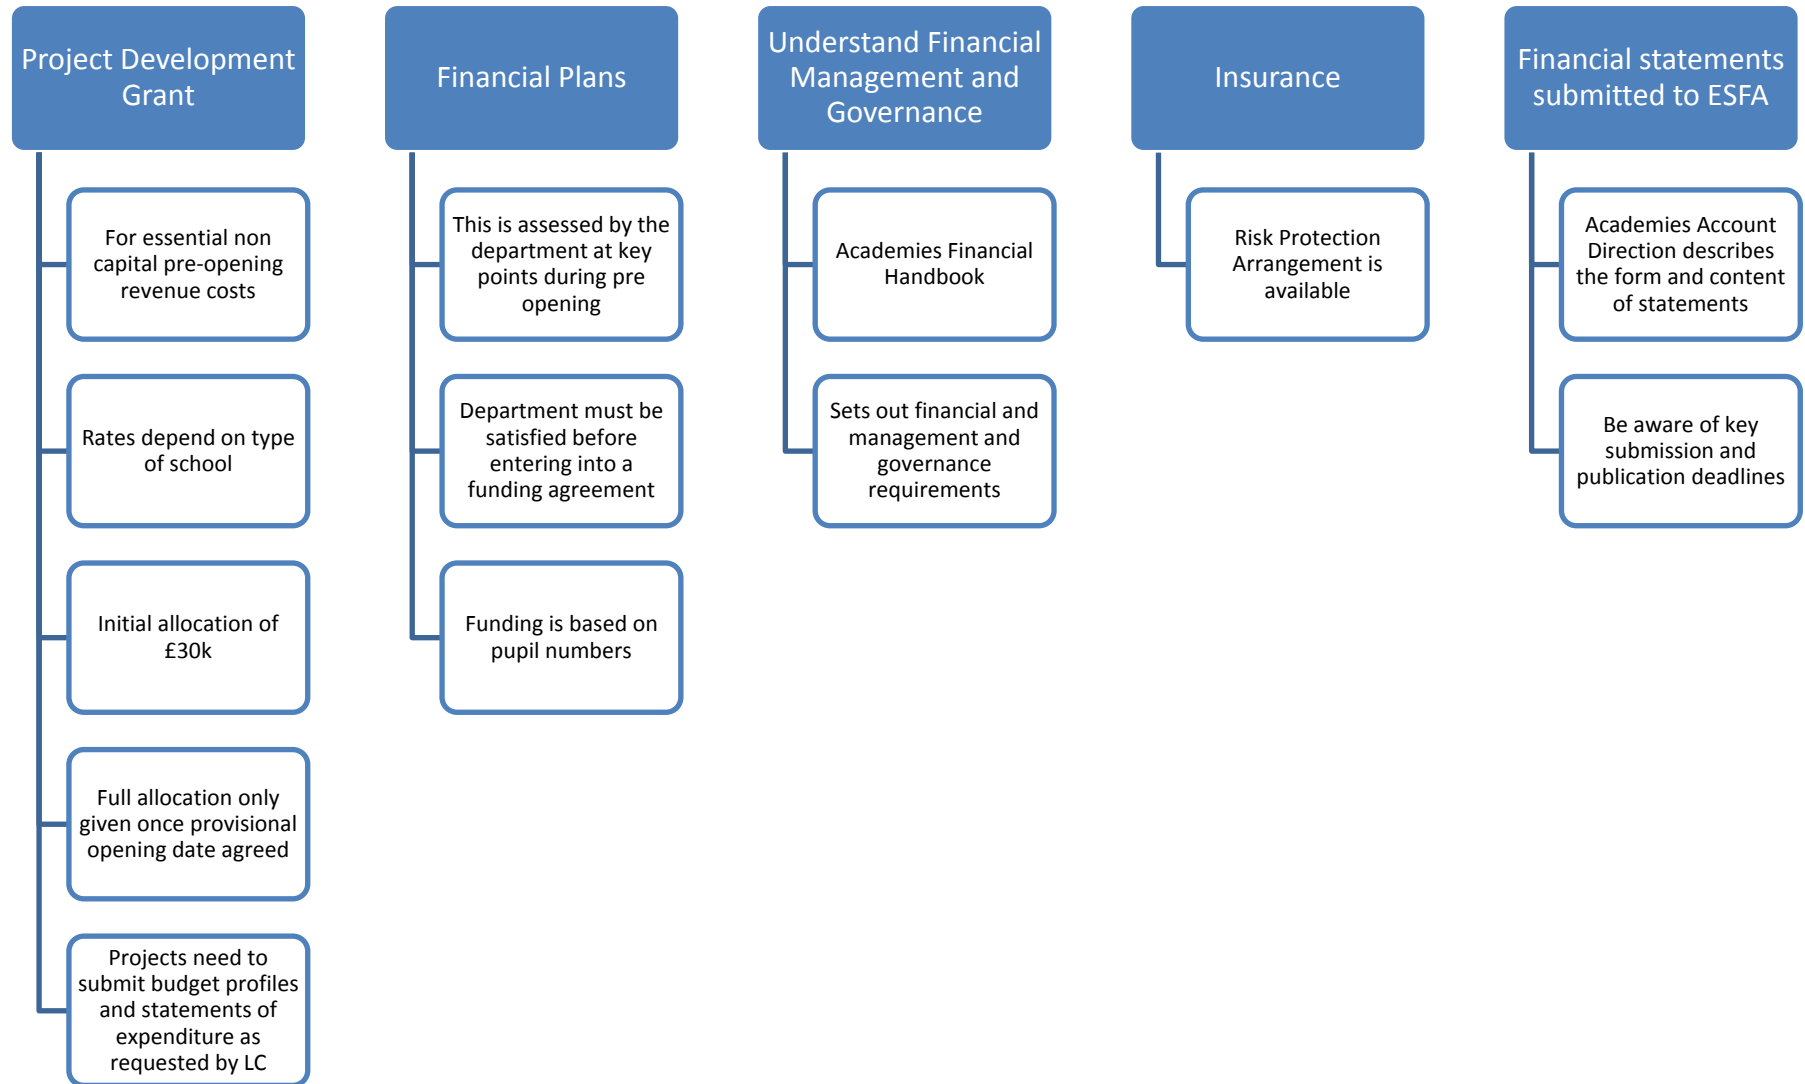 Project Development
Grant
For essential non
capital pre-opening
revenue costs
Rates depend on type
of school
Initial allocation of
£30k
Full allocation only
given once provisional
opening date agreed
Projects need to
submit budget profiles
and statements of
expenditure as
requested by LC
Financial Plans
This is assessed by the
department at key
points during pre
opening
Department must be
satisfied before
entering into a
funding agreement
Funding is based on
pupil numbers
Understand Financial
Management and
Governance
Academies Financial
Handbook
Sets out financial and
management and
governance
requirements
Insurance
Risk Protection
Arrangement is
available
Financial statements
submitted to ESFA
Academies Account
Direction describes
the form and content
of statements
Be aware of key
submission and
publication deadlines